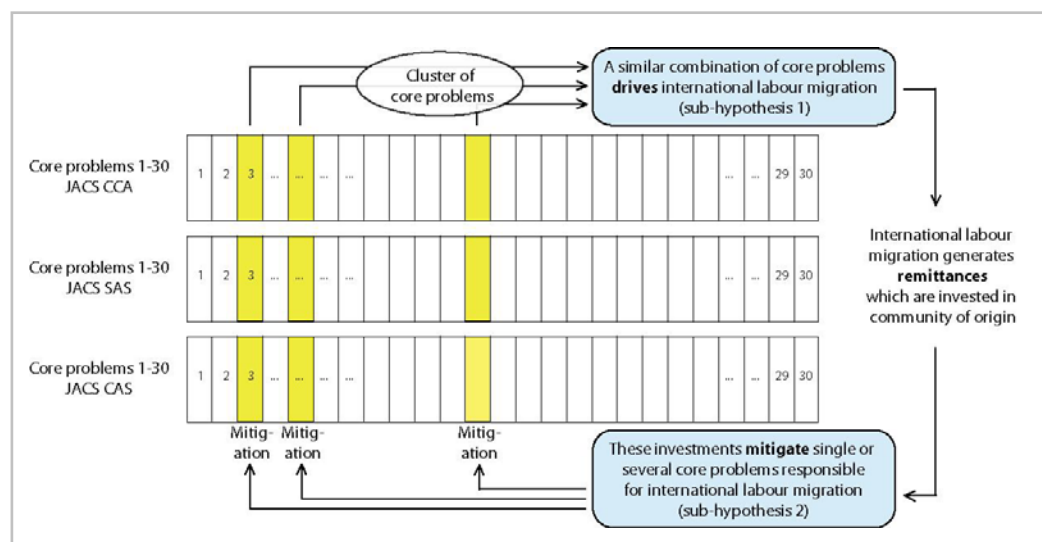 Cluster of
core problems
A similar combination of core problems
drives international labour migration
(sub-hypothesis 1)
Core problems 1-30
JACS CCA
1 2 3 ... ... ... ... ... ... 29 30
Core problems 1-30
JACS SAS
1 2 3 ... ... ... ... ... ... 29 30
Core problems 1-30
JACS CAS
1 2 3 ... ... ... ... ... ... 29 30
International labour
migration generates
remittances
which are invested in
community of origin
Mitig-
ation
Mitig-
ation
Mitig-
ation
These investments mitigate single or
several core problems responsible
for international labour migration
(sub-hypothesis 2)